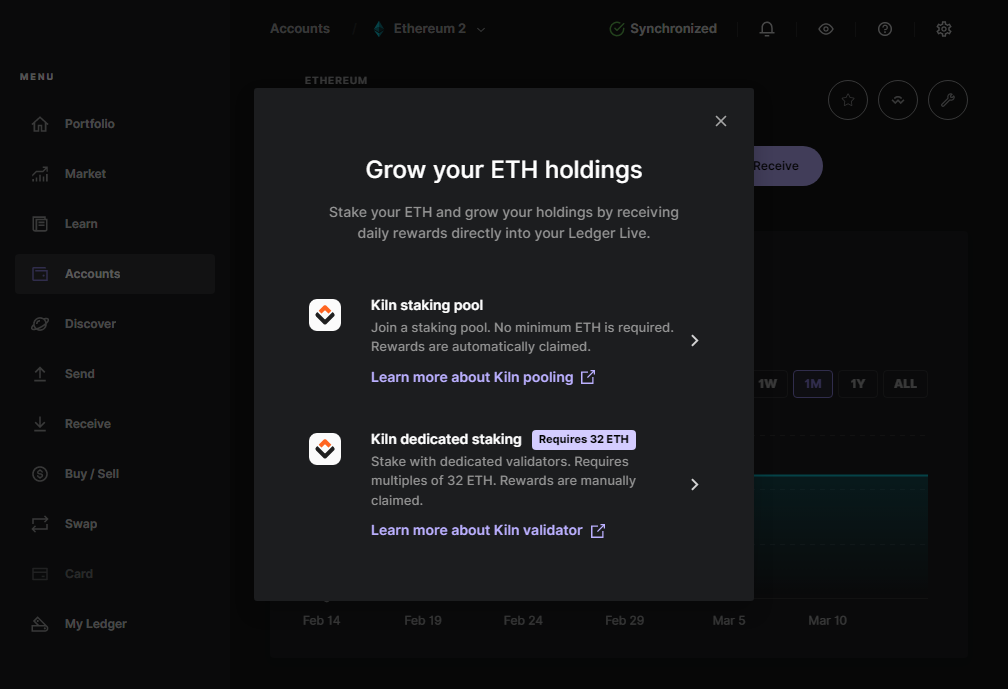 Accounts / Ethereum 2
Synchronized
MENU
Portfolio
Market
Learn
Accounts
Discover
Send
Receive
Buy / Sell
Swap
Card
My Ledger
ETHEREUM
Receive
Grow your ETH holdings
Stake your ETH and grow your holdings by receiving
daily rewards directly into your Ledger Live.
Kiln staking pool
Join a staking pool. No minimum ETH is required.
Rewards are automatically claimed.
Learn more about Kiln pooling
Kiln dedicated staking Requires 32 ETH
Stake with dedicated validators. Requires
multiples of 32 ETH. Rewards are manually
claimed.
Learn more about Kiln validator
1W 1M 1Y ALL
Feb 14 Feb 19 Feb 24 Feb 29 Mar 5 Mar 10